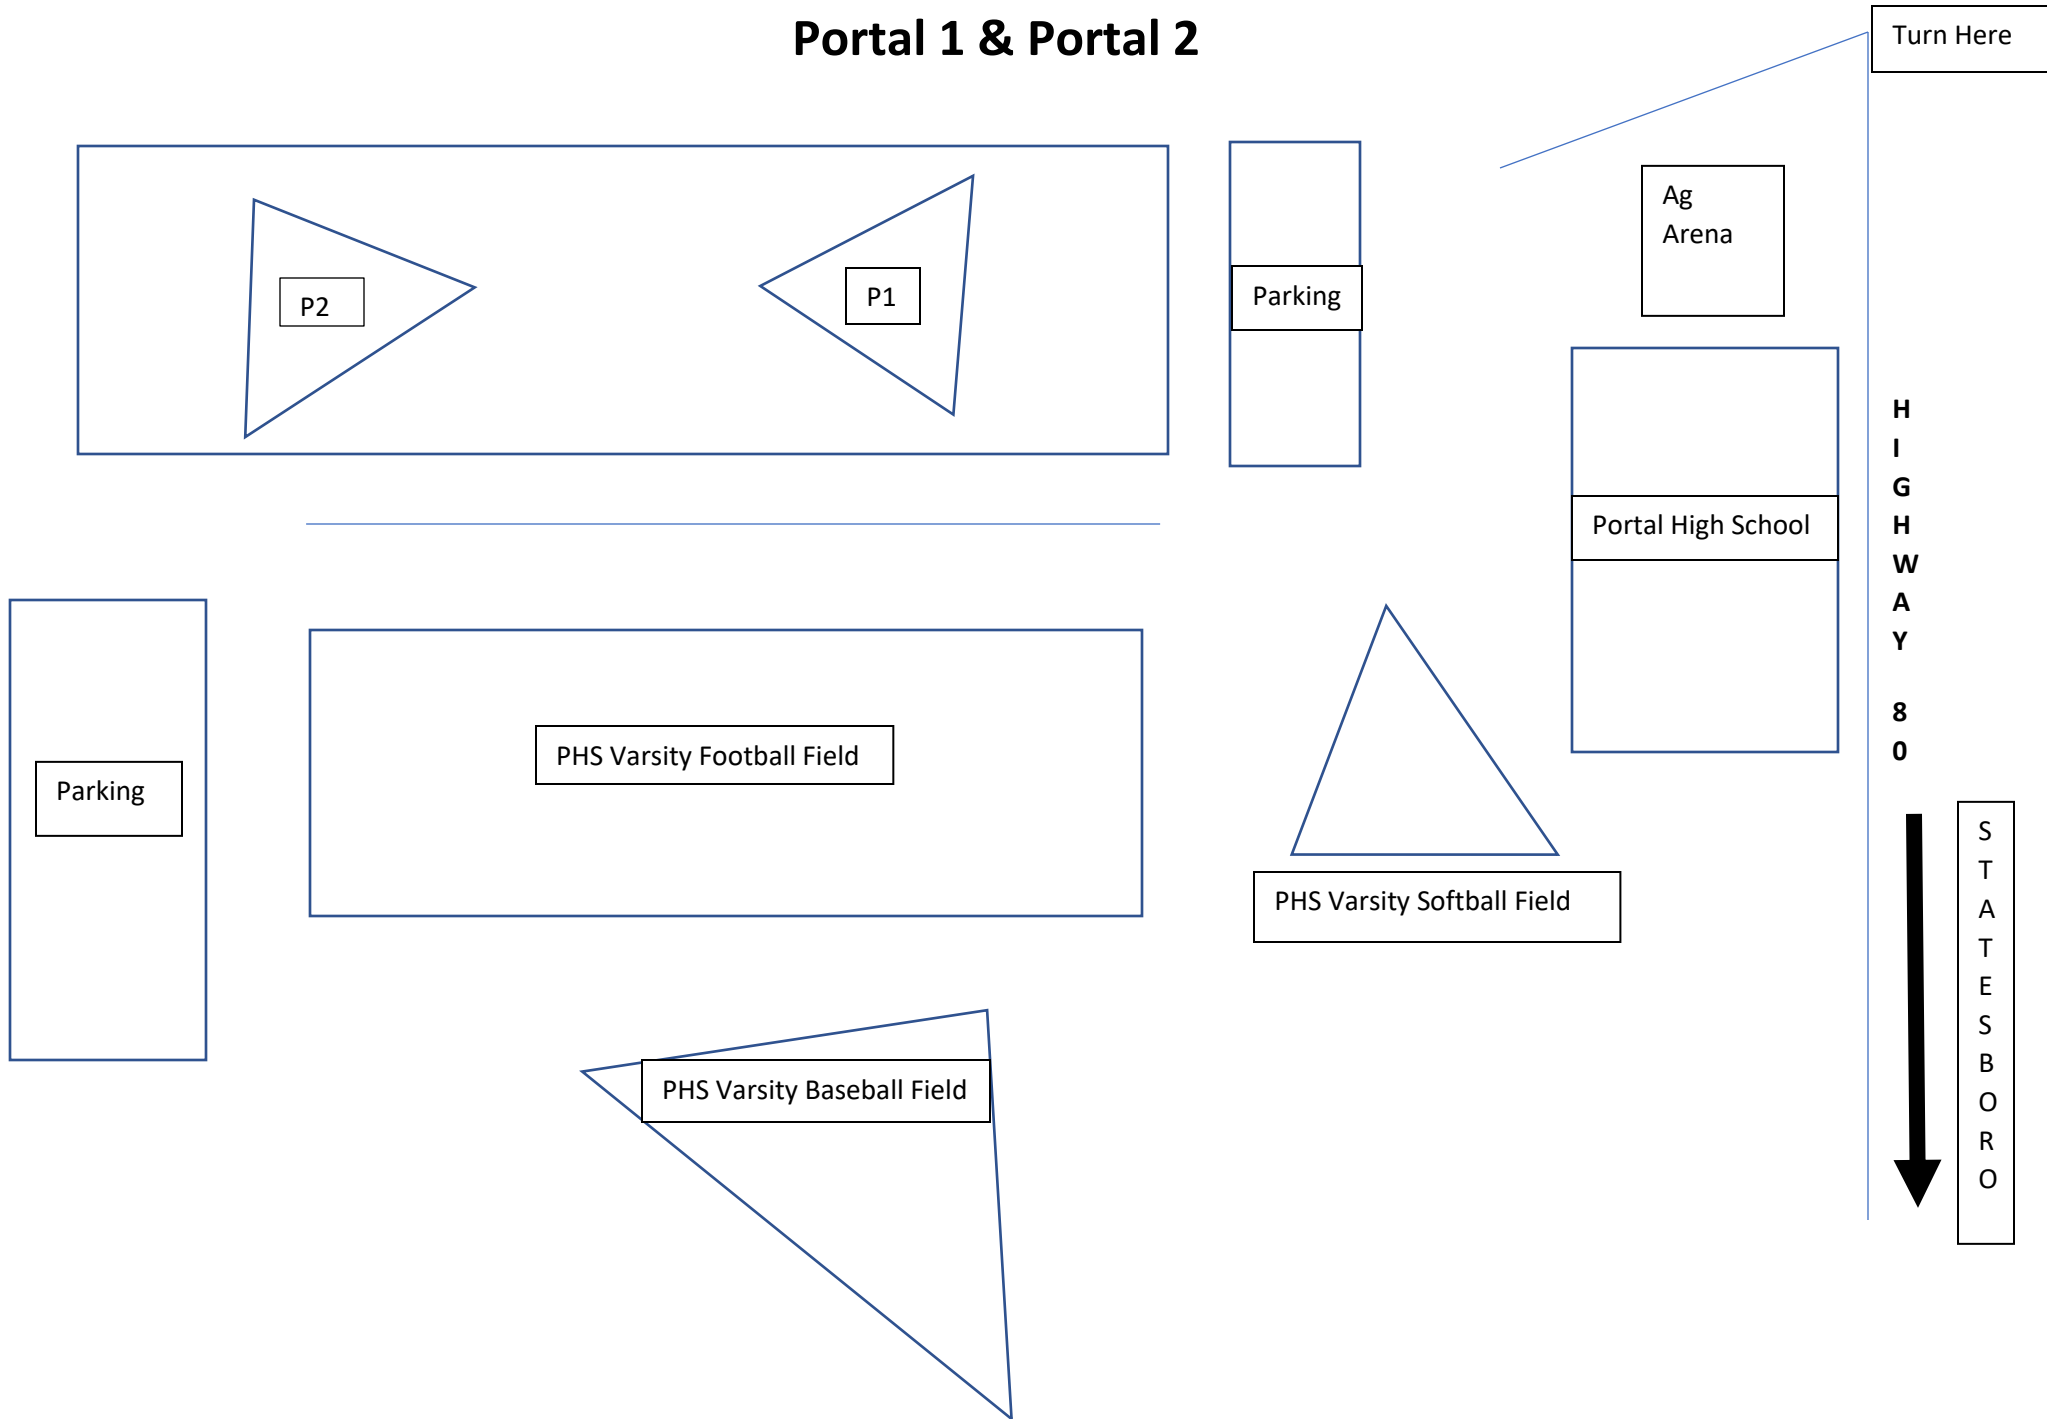 Portal 1 & Portal 2
Turn Here
Ag
Arena
P2
P1
Parking
H
I
G
H
W
A
Y
8
0
Portal High School
PHS Varsity Football Field
Parking
PHS Varsity Softball Field
S
T
A
T
E
S
B
O
R
O
PHS Varsity Baseball Field